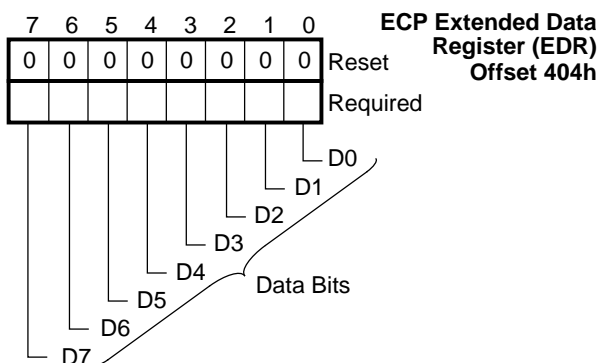 ECP Extended Data
Register (EDR)
Offset 404h
7 6 5 4 3 2 1 0
0 0 0 0 0 0 0 0 Reset
Required
D0
D1
D2
D3
D4
Data Bits
D5
D6
D7